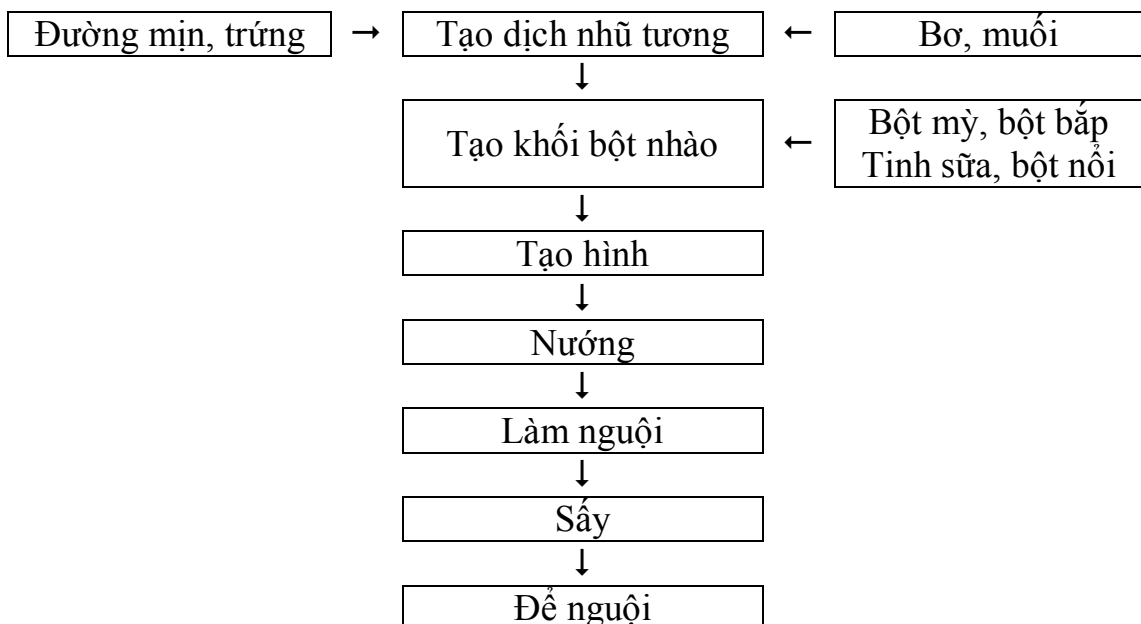 Đường mịn, trứng → Tạo dịch nhũ tương ← Bơ, muối
↓
Tạo khối bột nhào ← Bột mỳ, bột bắp
Tinh sữa, bột nổi
↓
Tạo hình
↓
Nướng
↓
Làm nguội
↓
Sấy
↓
Để nguội